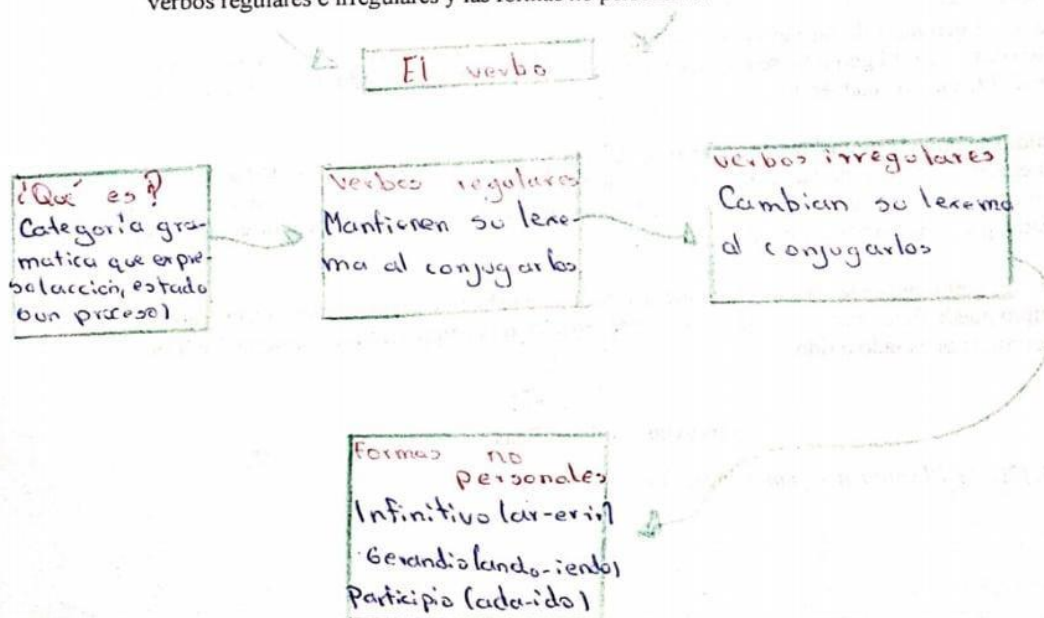 verbos regulares e irregulares y las formas no
El verbo
¿Qué es?
Categoría gra-
matica que expre-
sa (acción, estado
o un proceso)
Verbos regulares
Mantienen su lexe-
ma al conjugarlos
verbos irregulares
Cambian su lexema
al conjugarlos
Formas no
personales
Infinitivo (ar-er-ir)
Gerundio (ando-iendo)
Participio (ado-ido)